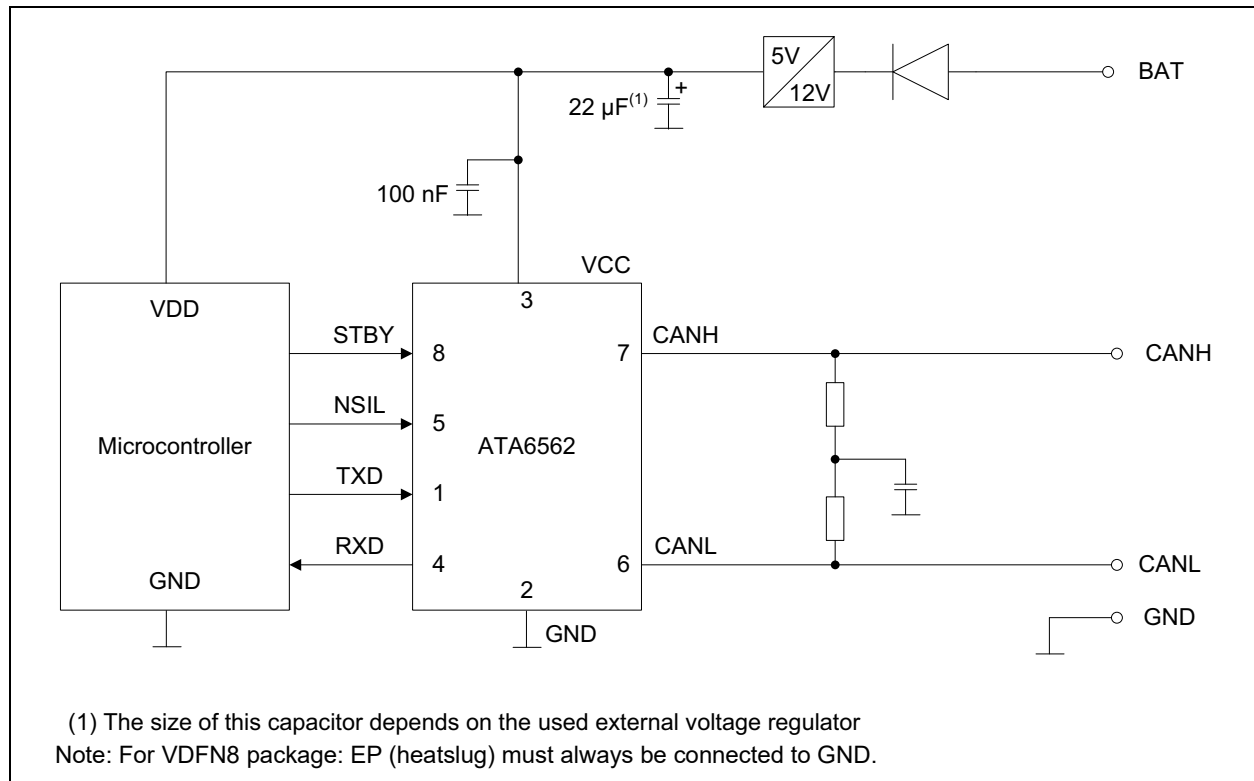 5V
12V
BAT
22 µF(1)
+
100 nF
VCC
VDD
3
STBY
8
7
CANH
CANH
NSIL
5
Microcontroller
ATA6562
TXD
1
RXD
4
6
CANL
CANL
GND
2
GND
GND
(1) The size of this capacitor depends on the used external voltage regulator
Note: For VDFN8 package: EP (heatslug) must always be connected to GND.